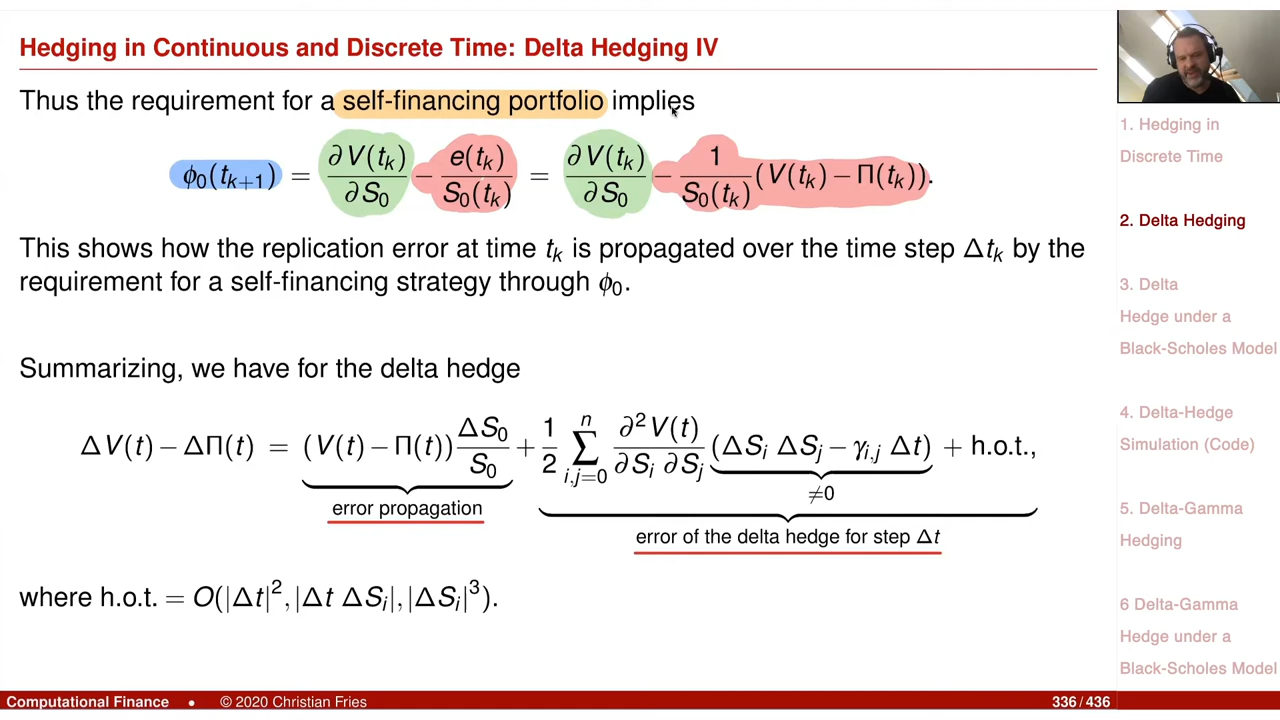 Hedging in Continuous and Discrete Time: Delta Hedging IV
Thus the requirement for a self-financing portfolio implies
ϕ₀(tₖ₊₁) = ∂V(tₖ)/∂S₀ − e(tₖ)/S₀(tₖ) = ∂V(tₖ)/∂S₀ − 1/S₀(tₖ) (V(tₖ) − Π(tₖ)).
This shows how the replication error at time tₖ is propagated over the time step Δtₖ by the
requirement for a self-financing strategy through ϕ₀.
Summarizing, we have for the delta hedge
ΔV(t) − ΔΠ(t) = (V(t) − Π(t)) ΔS₀/S₀ + 1/2 ∑ⁿᵢ,ⱼ₌₀ ∂²V(t)/∂Sᵢ ∂Sⱼ (ΔSᵢ ΔSⱼ − γᵢ,ⱼ Δt) + h.o.t.,
≠0
error propagation
error of the delta hedge for step Δt
where h.o.t. = O(|Δt|², |Δt ΔSᵢ|, |ΔSᵢ|³).
1. Hedging in
Discrete Time
2. Delta Hedging
3. Delta
Hedge under a
Black-Scholes Model
4. Delta-Hedge
Simulation (Code)
5. Delta-Gamma
Hedging
6 Delta-Gamma
Hedge under a
Black-Scholes Model
Computational Finance • © 2020 Christian Fries 336/436